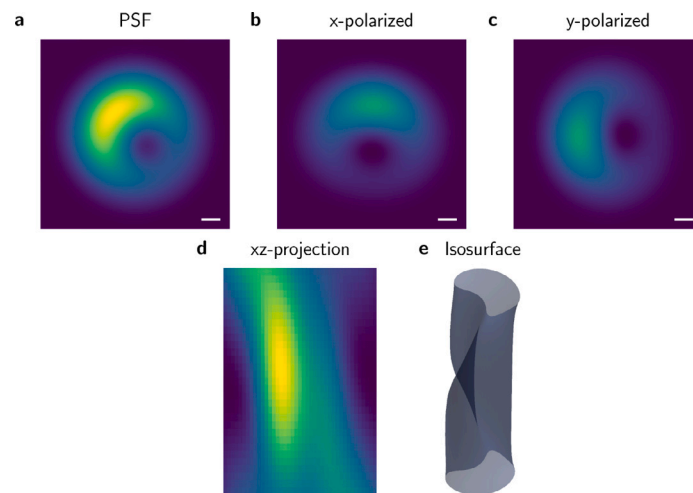 a PSF
b x-polarized
c y-polarized
d xz-projection
e Isosurface